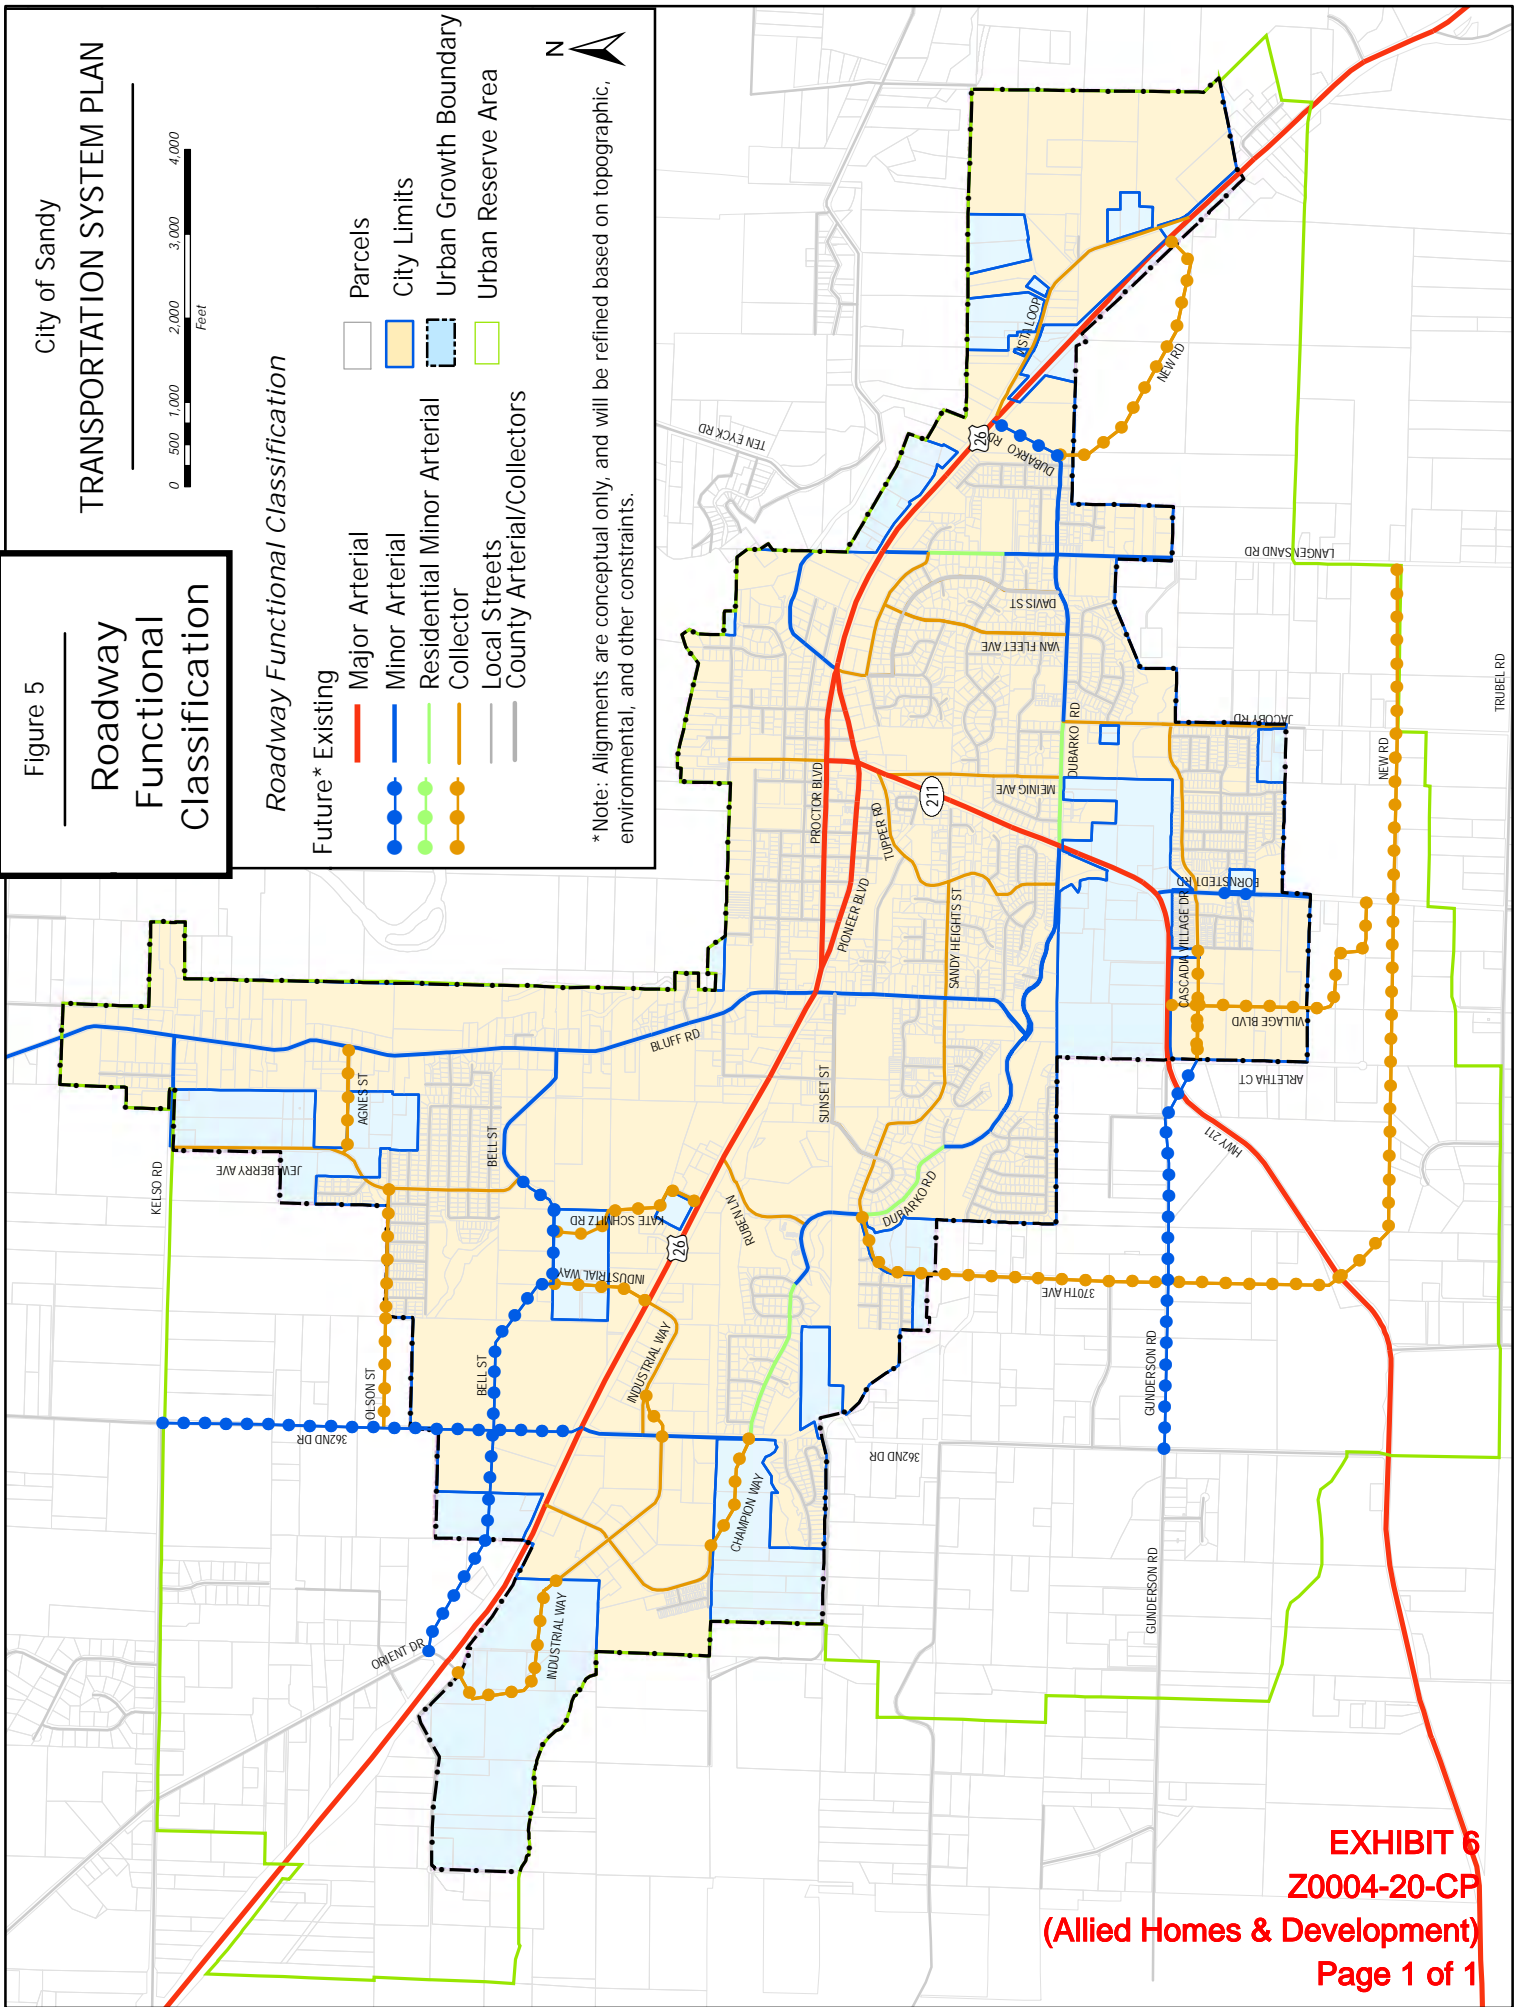 Figure 5
Roadway
Functional
Classification
City of Sandy
TRANSPORTATION SYSTEM PLAN
0 500 1,000 2,000 3,000 4,000
Feet
Roadway Functional Classification
Future* Existing
Major Arterial
Minor Arterial
Residential Minor Arterial
Collector
Local Streets
County Arterial/Collectors
Parcels
City Limits
Urban Growth Boundary
Urban Reserve Area
N
*Note: Alignments are conceptual only, and will be refined based on topographic,
environmental, and other constraints.
KELSO RD
JEWELBERRY AVE
AGNES ST
BLUFF RD
BELL ST
OLSON ST
362ND DR
BELL ST
KATE SCHMITZ RD
INDUSTRIAL WAY
26
RUBEN LN
INDUSTRIAL WAY
ORIENT DR
INDUSTRIAL WAY
CHAMPION WAY
362ND DR
SUNSET ST
DUBARKO RD
SANDY HEIGHTS ST
PROCTOR BLVD
PIONEER BLVD
TUPPER RD
211
MEINIG AVE
DUBARKO RD
VAN FLEET AVE
DAVIS ST
TEN EYCK RD
26
DUBARKO RD
VISTA LOOP
NEW RD
LANGENSAND RD
JACOBY RD
BORNSTEDT RD
CASCADIA VILLAGE DR
VILLAGE BLVD
ARLETHA CT
HWY 211
370TH AVE
GUNDERSON RD
GUNDERSON RD
NEW RD
TRUBEL RD
EXHIBIT 6
Z0004-20-CP
(Allied Homes & Development)
Page 1 of 1